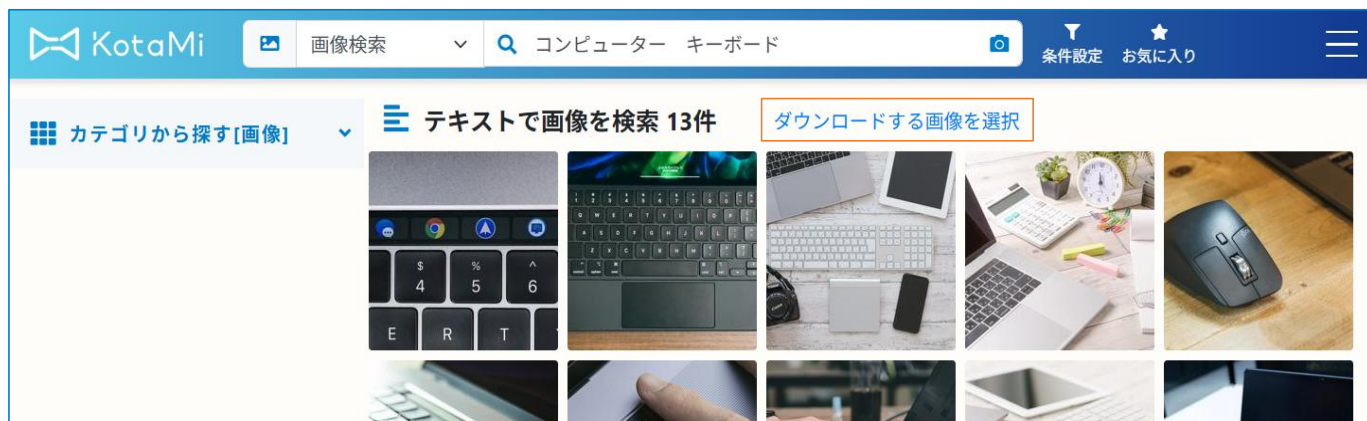 KotaMi 画像検索 コンピューター キーボード 条件設定 お気に入り
カテゴリから探す[画像]
テキストで画像を検索 13件 ダウンロードする画像を選択
$ % ^
4 5 6
E R T